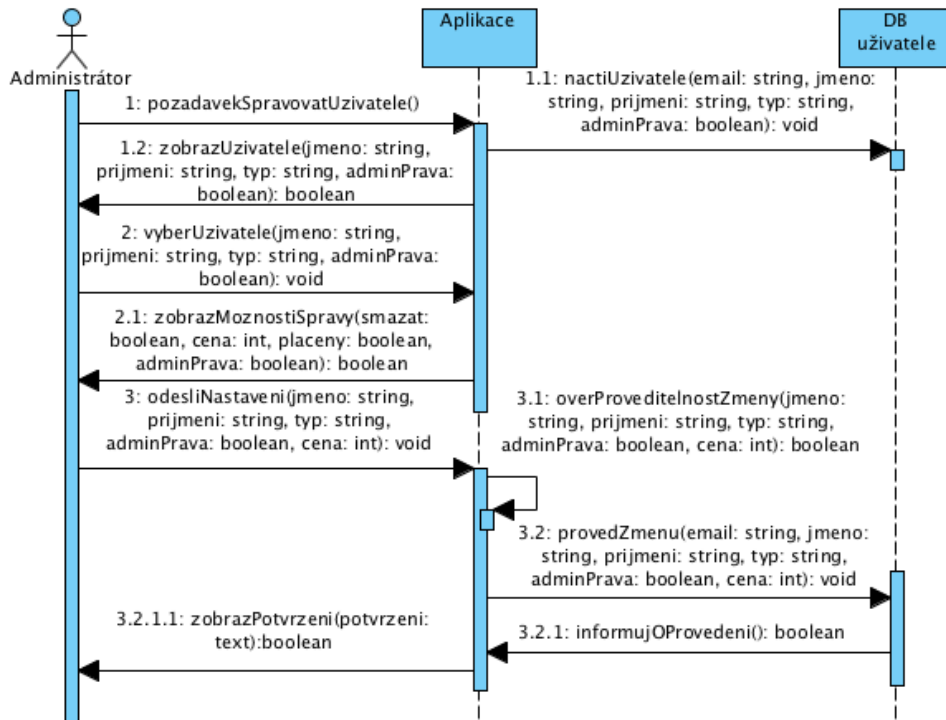 Administrátor
Aplikace
DB
uživatele
1: pozadavekSpravovatUzivatele()
1.1: nactiUzivatele(email: string, jmeno:
string, prijmeni: string, typ: string,
adminPrava: boolean): void
1.2: zobrazUzivatele(jmeno: string,
prijmeni: string, typ: string, adminPrava:
boolean): boolean
2: vyberUzivatele(jmeno: string,
prijmeni: string, typ: string, adminPrava:
boolean): void
2.1: zobrazMoznostiSpravy(smazat:
boolean, cena: int, placeny: boolean,
adminPrava: boolean): boolean
3: odesliNastaveni(jmeno: string,
prijmeni: string, typ: string,
adminPrava: boolean, cena: int): void
3.1: overProveditelnostZmeny(jmeno:
string, prijmeni: string, typ: string,
adminPrava: boolean, cena: int): boolean
3.2: provedZmenu(email: string, jmeno:
string, prijmeni: string, typ: string,
adminPrava: boolean, cena: int): void
3.2.1: informujOProvedeni(): boolean
3.2.1.1: zobrazPotvrzeni(potvrzeni:
text):boolean